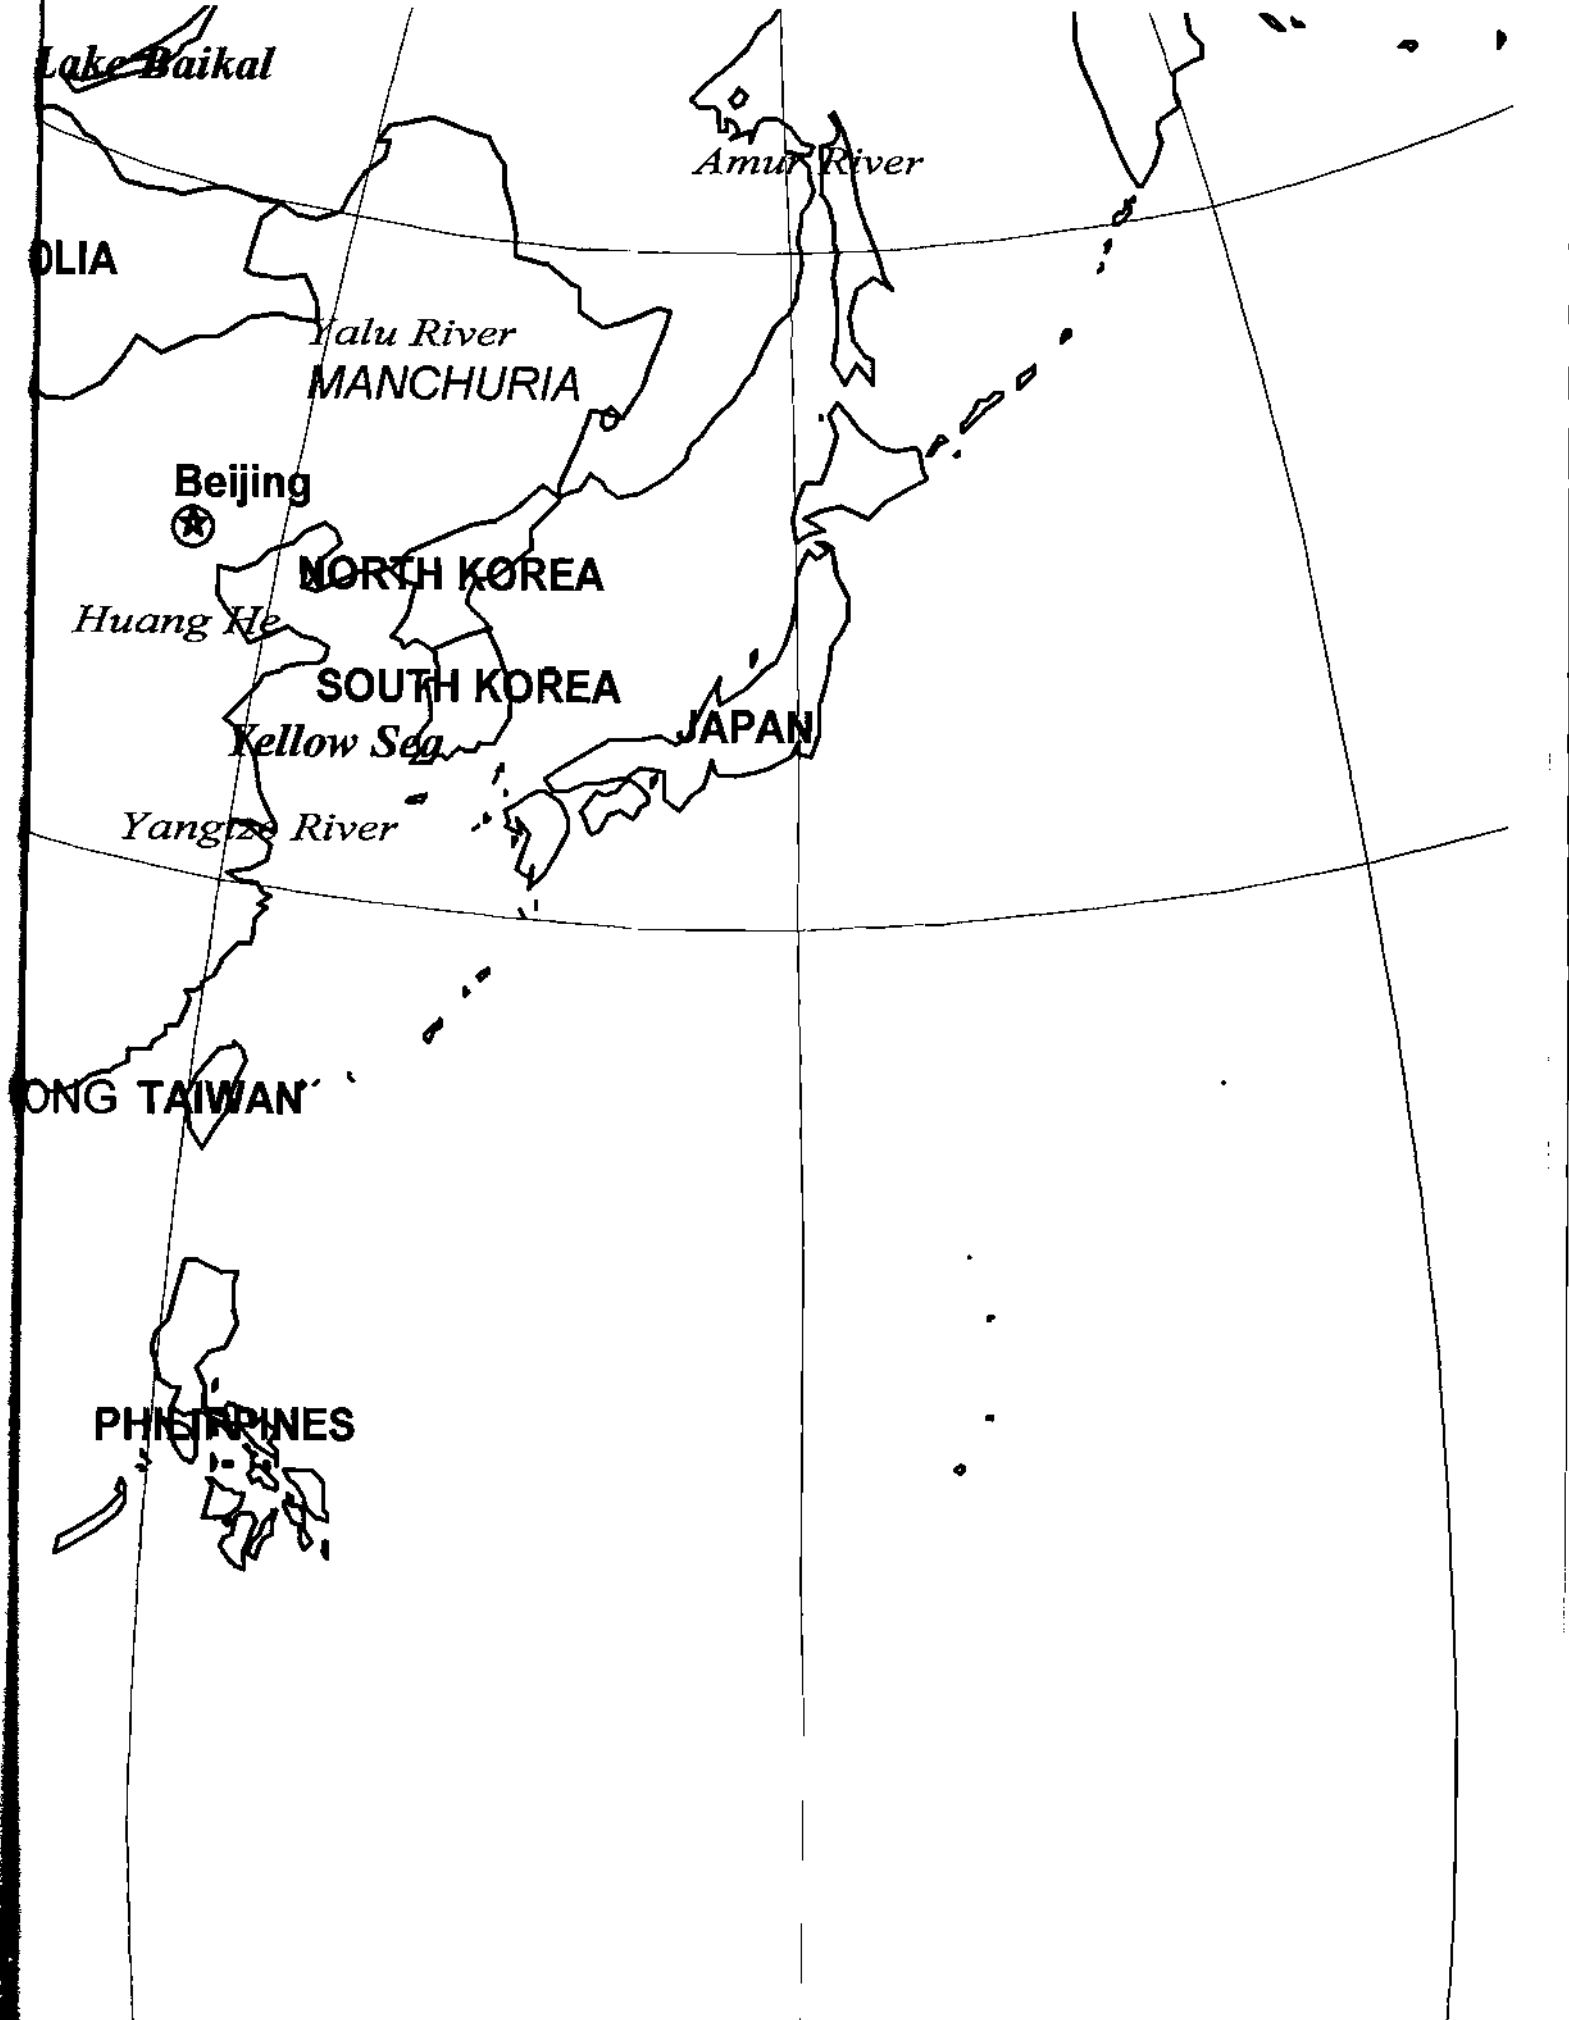 Lake Baikal
Amur River
OLIA
Yalu River
MANCHURIA
Beijing
NORTH KOREA
Huang He
SOUTH KOREA
JAPAN
Yellow Sea
Yangtze River
ONG TAIWAN
PHILIPPINES